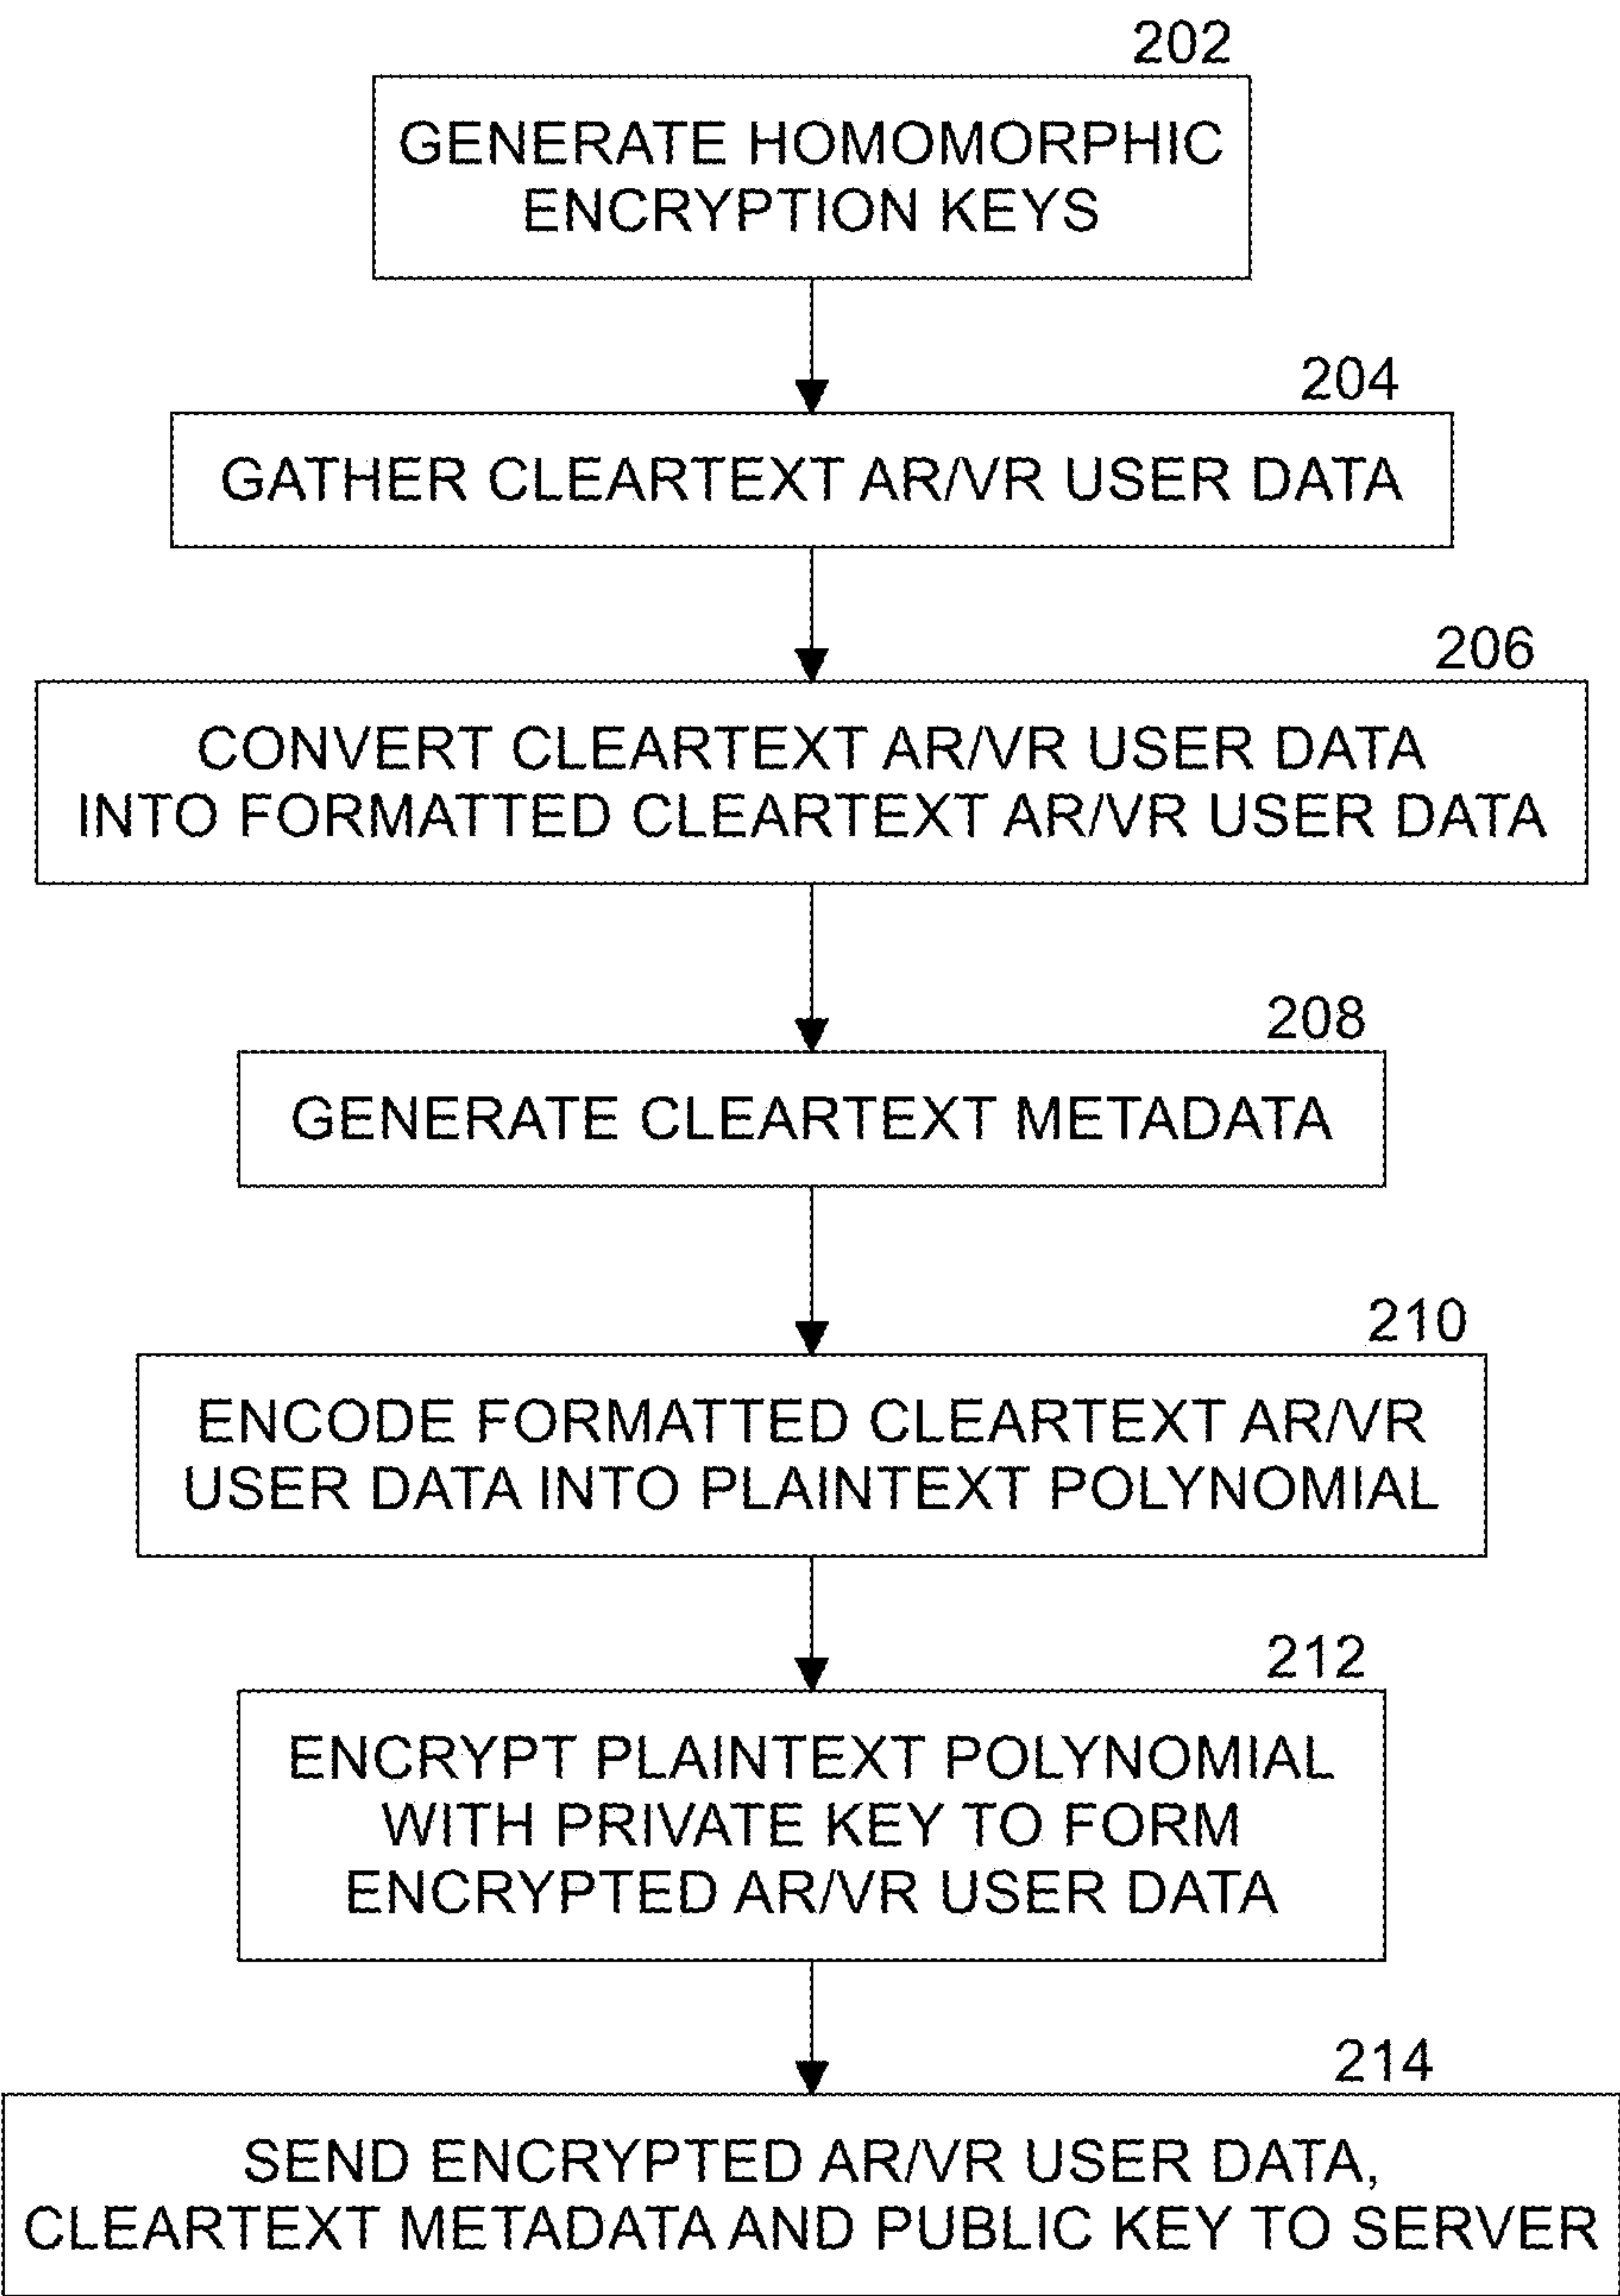 202
GENERATE HOMOMORPHIC
ENCRYPTION KEYS
204
GATHER CLEARTEXT AR/VR USER DATA
206
CONVERT CLEARTEXT AR/VR USER DATA
INTO FORMATTED CLEARTEXT AR/VR USER DATA
208
GENERATE CLEARTEXT METADATA
210
ENCODE FORMATTED CLEARTEXT AR/VR
USER DATA INTO PLAINTEXT POLYNOMIAL
212
ENCRYPT PLAINTEXT POLYNOMIAL
WITH PRIVATE KEY TO FORM
ENCRYPTED AR/VR USER DATA
214
SEND ENCRYPTED AR/VR USER DATA,
CLEARTEXT METADATA AND PUBLIC KEY TO SERVER